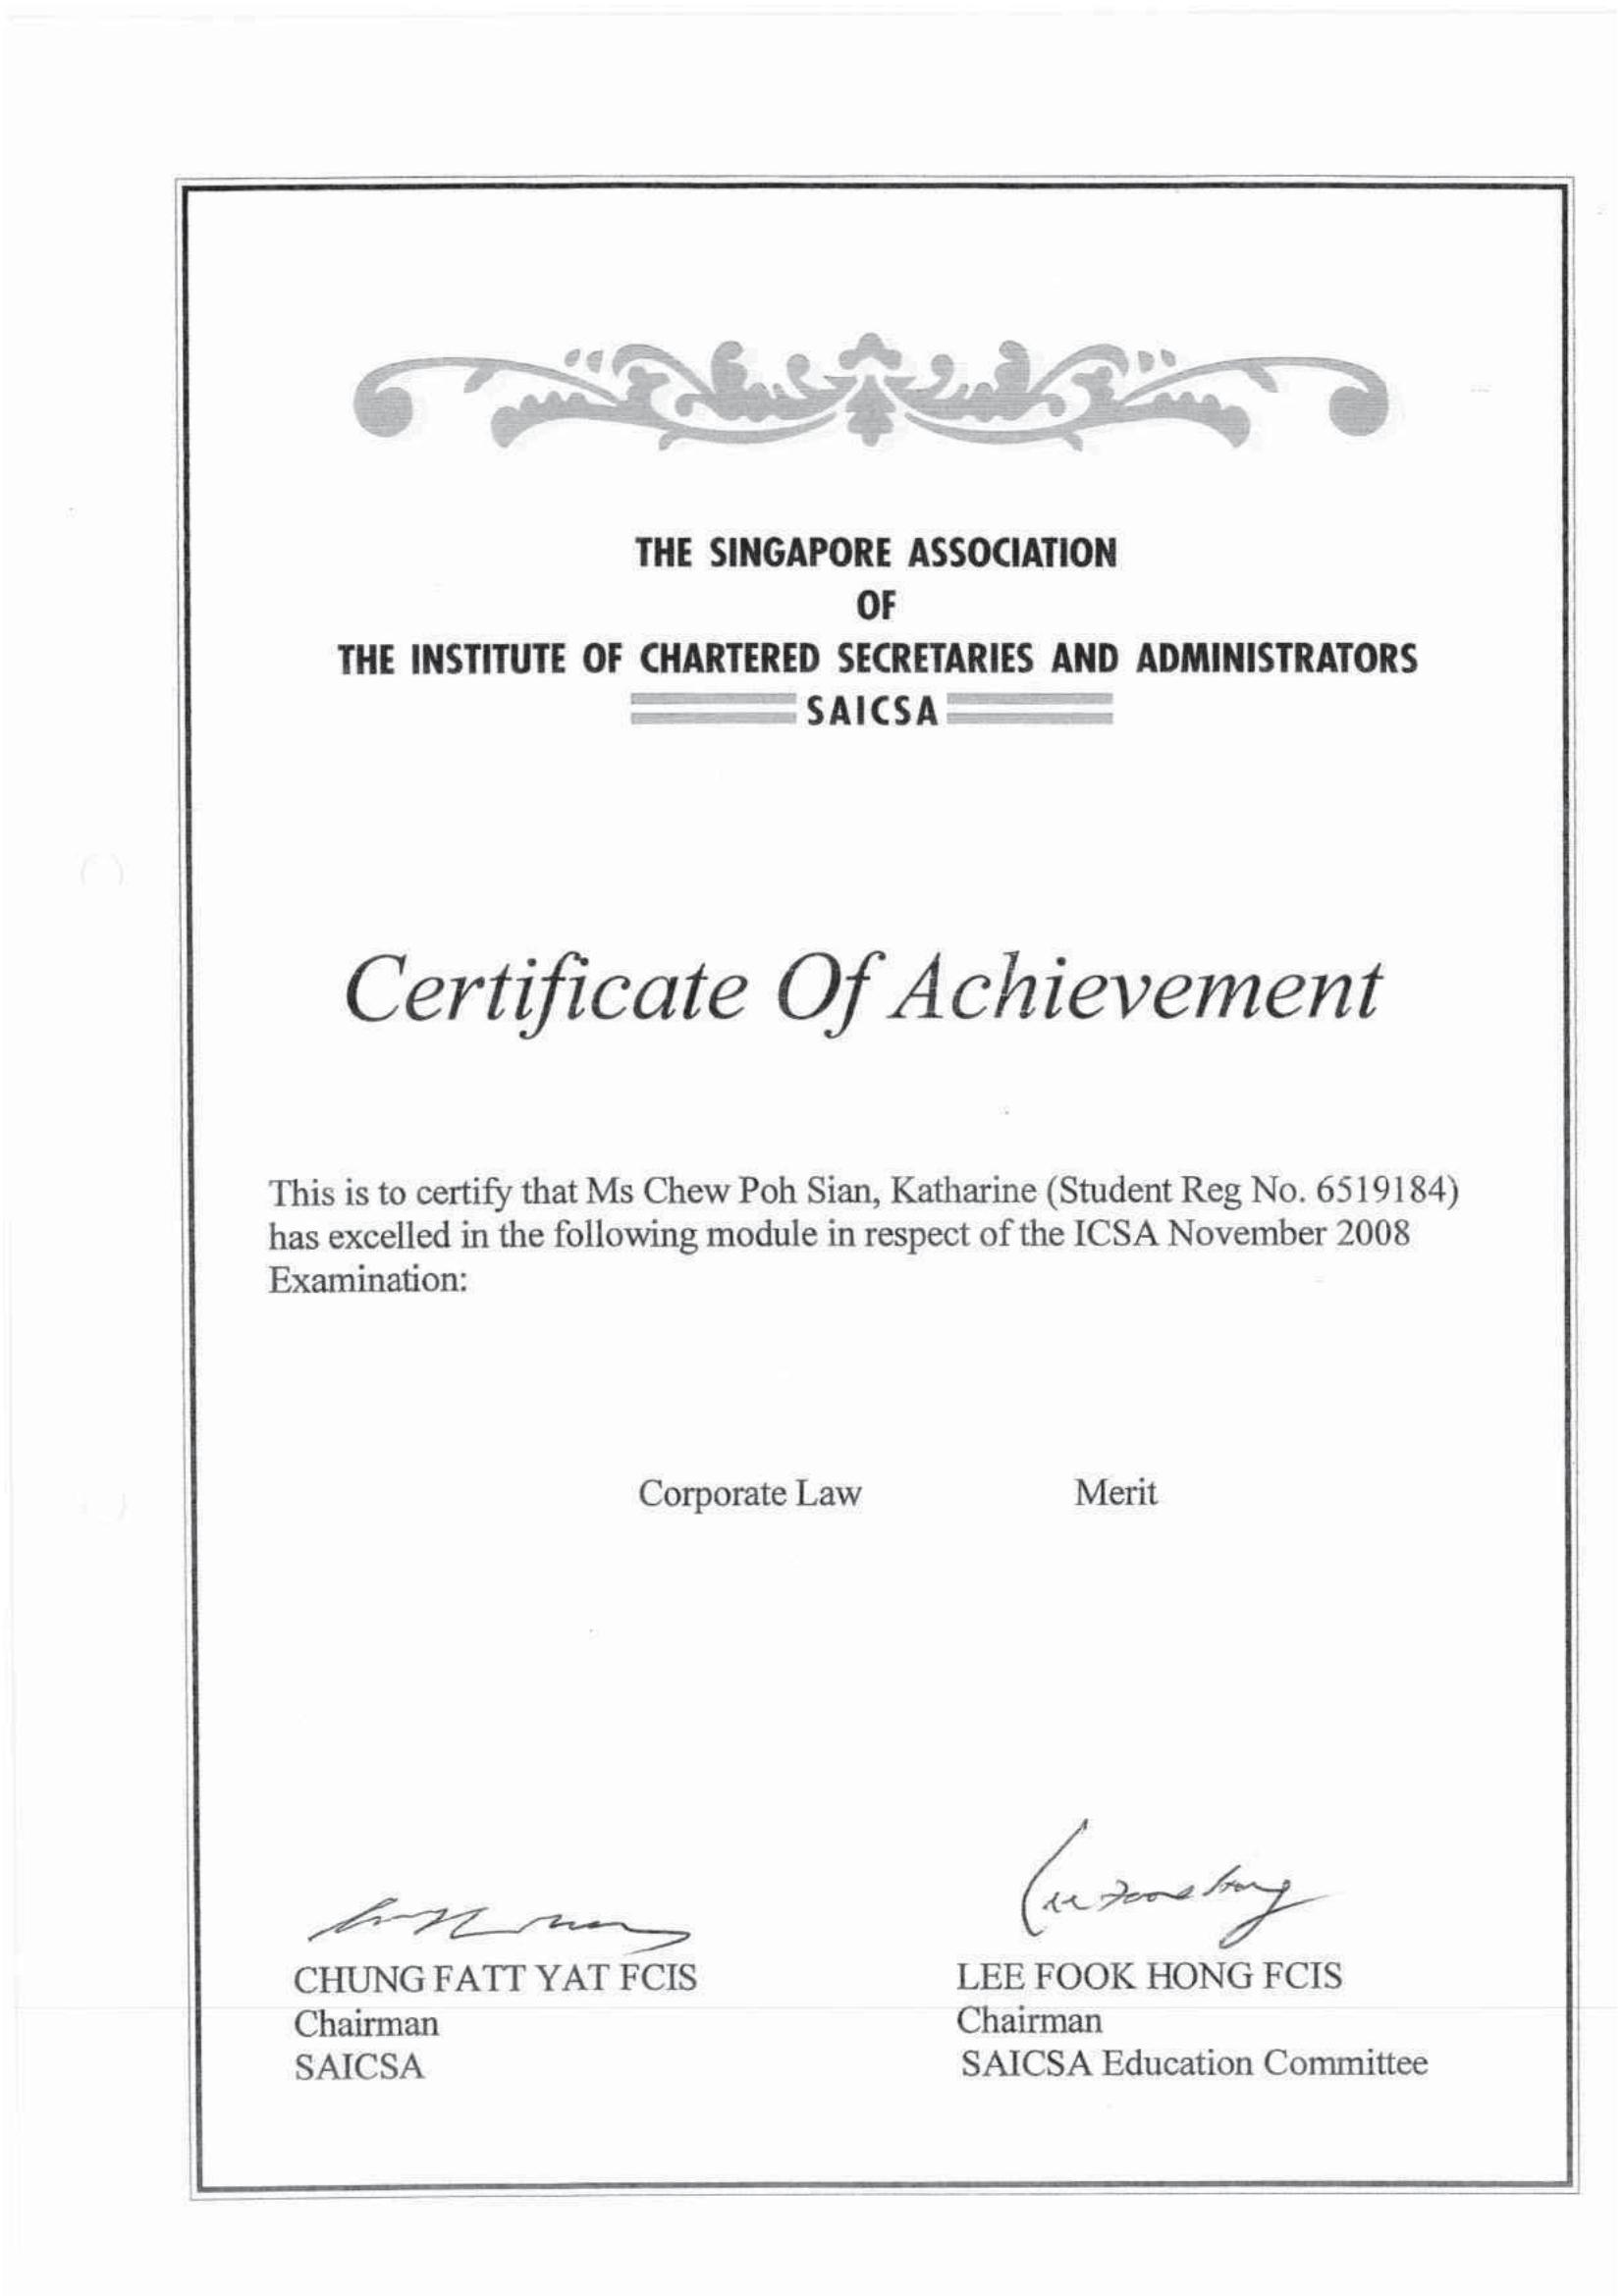 THE SINGAPORE ASSOCIATION
OF
THE INSTITUTE OF CHARTERED SECRETARIES AND ADMINISTRATORS
SAICSA
Certificate Of Achievement
This is to certify that Ms Chew Poh Sian, Katharine (Student Reg No. 6519184)
has excelled in the following module in respect of the ICSA November 2008
Examination:
Corporate Law Merit
Lee Fook Hong
CHUNG FATT YAT FCIS
Chairman
SAICSA
LEE FOOK HONG FCIS
Chairman
SAICSA Education Committee